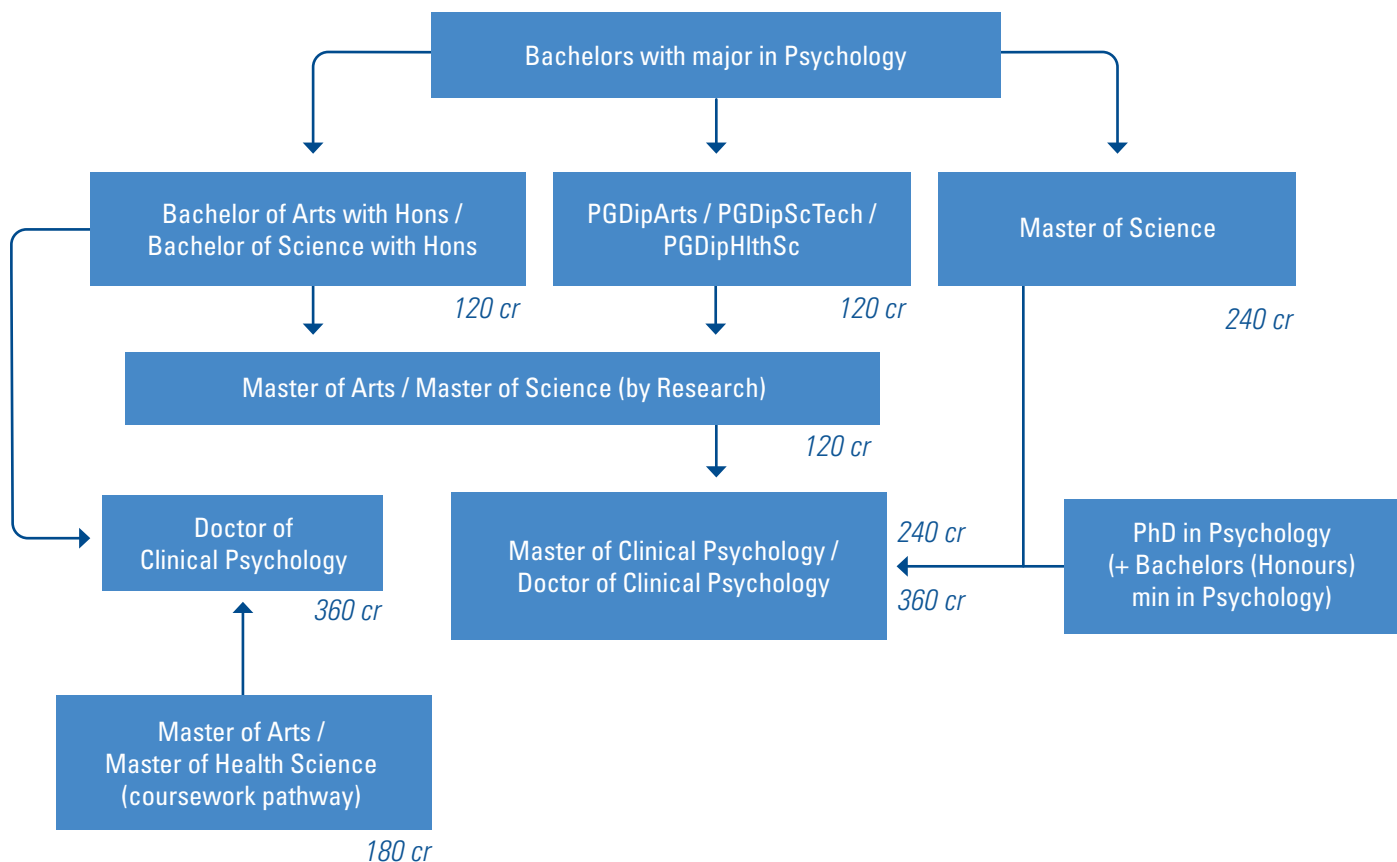 Bachelors with major in Psychology
Bachelor of Arts with Hons /
Bachelor of Science with Hons
120 cr
PGDipArts / PGDipScTech /
PGDipHlthSc
120 cr
Master of Science
240 cr
Master of Arts / Master of Science (by Research)
120 cr
Doctor of
Clinical Psychology
360 cr
Master of Clinical Psychology /
Doctor of Clinical Psychology
240 cr
360 cr
PhD in Psychology
(+ Bachelors (Honours)
min in Psychology)
Master of Arts /
Master of Health Science
(coursework pathway)
180 cr